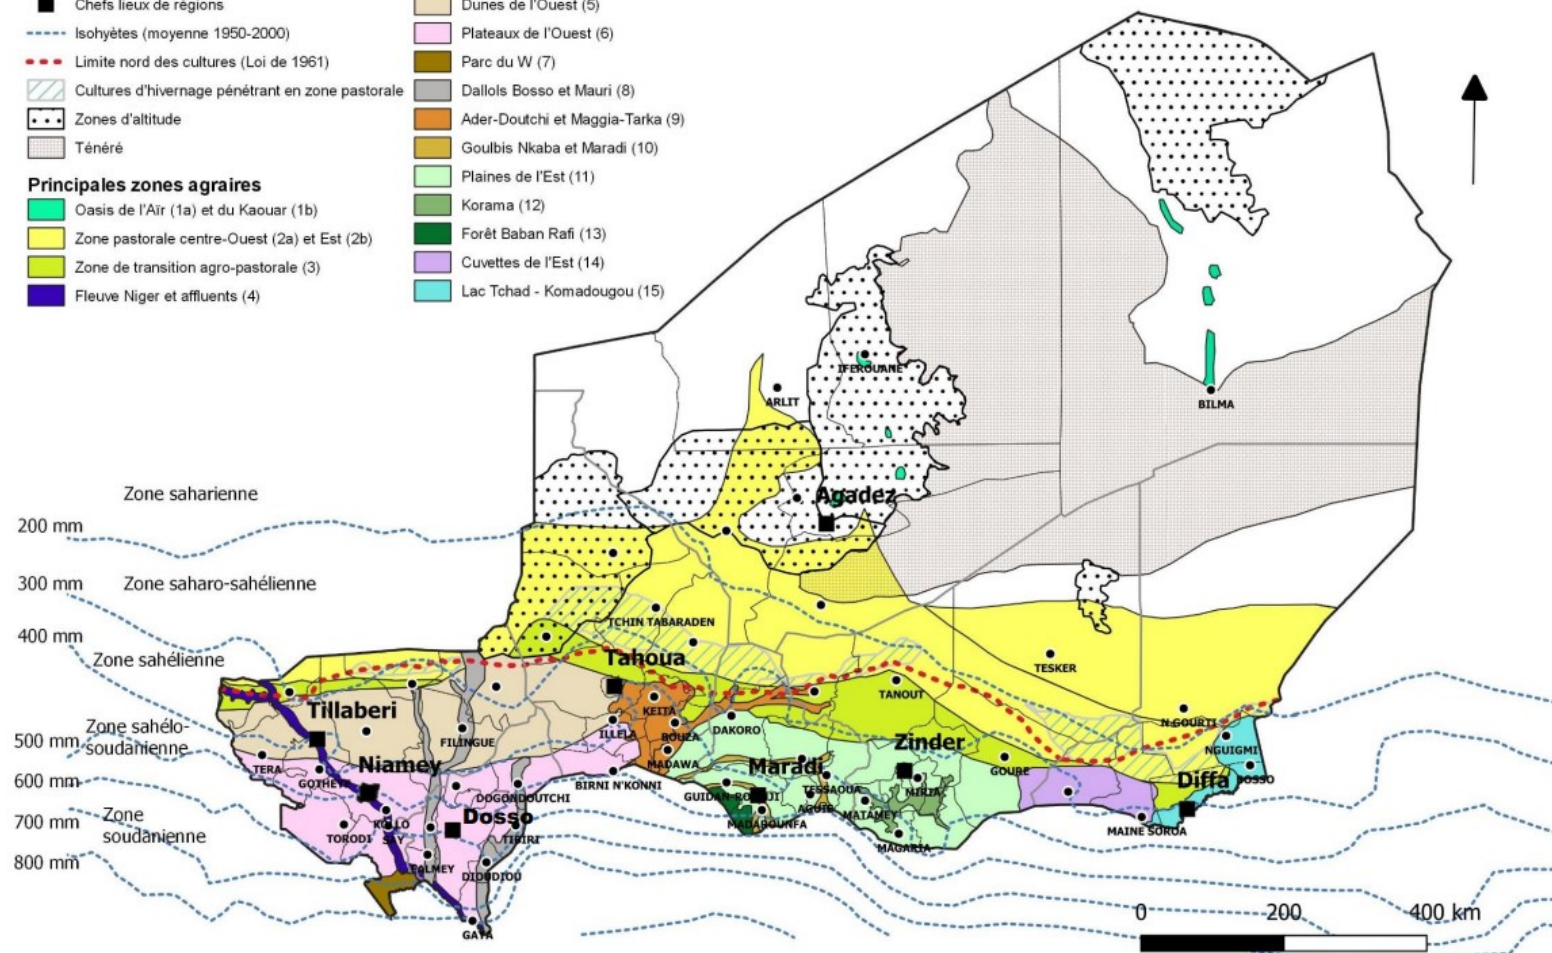 Chefs lieux de régions
Isohyètes (moyenne 1950-2000)
Limite nord des cultures (Loi de 1961)
Cultures d'hivernage pénétrant en zone pastorale
Zones d'altitude
Ténéré
Principales zones agraires
Oasis de l'Aïr (1a) et du Kaouar (1b)
Zone pastorale centre-Ouest (2a) et Est (2b)
Zone de transition agro-pastorale (3)
Fleuve Niger et affluents (4)
Dunes de l'Ouest (5)
Plateaux de l'Ouest (6)
Parc du W (7)
Dallols Bosso et Mauri (8)
Ader-Doutchi et Maggia-Tarka (9)
Goulbis Nkaba et Maradi (10)
Plaines de l'Est (11)
Korama (12)
Forêt Baban Rafi (13)
Cuvettes de l'Est (14)
Lac Tchad - Komadougou (15)
IFEROUANE
ARLIT
BILMA
Zone saharienne
Agadez
200 mm
Zone saharo-sahélienne
300 mm
TCHIN TABARADEN
400 mm
Zone sahélienne
Tahoua
TESKER
TANOUT
KEITA
Tillaberi
N.GOURTI
Zone sahélo-
soudanienne
500 mm
FILINGUE
ILLELA
BOUZA
DAKORO
Zinder
NGUIGMI
TERA
Niamey
MADAWA
Maradi
GOURE
Diffa
BOSSO
600 mm
GOTHEYE
DOGONDOUTCHI
BIRNI N'KONNI
GUIDAN-ROUNDJI
TESSAOUA
MIRIA
AGUIE
MATAMEY
Zone
soudanienne
700 mm
TORODI
KOLLO
SAY
Dosso
TIBIRI
MADAROUNFA
MAGARIA
MAINE SOROA
800 mm
FALMEY
DIOUDIOU
GAYA
0 200 400 km